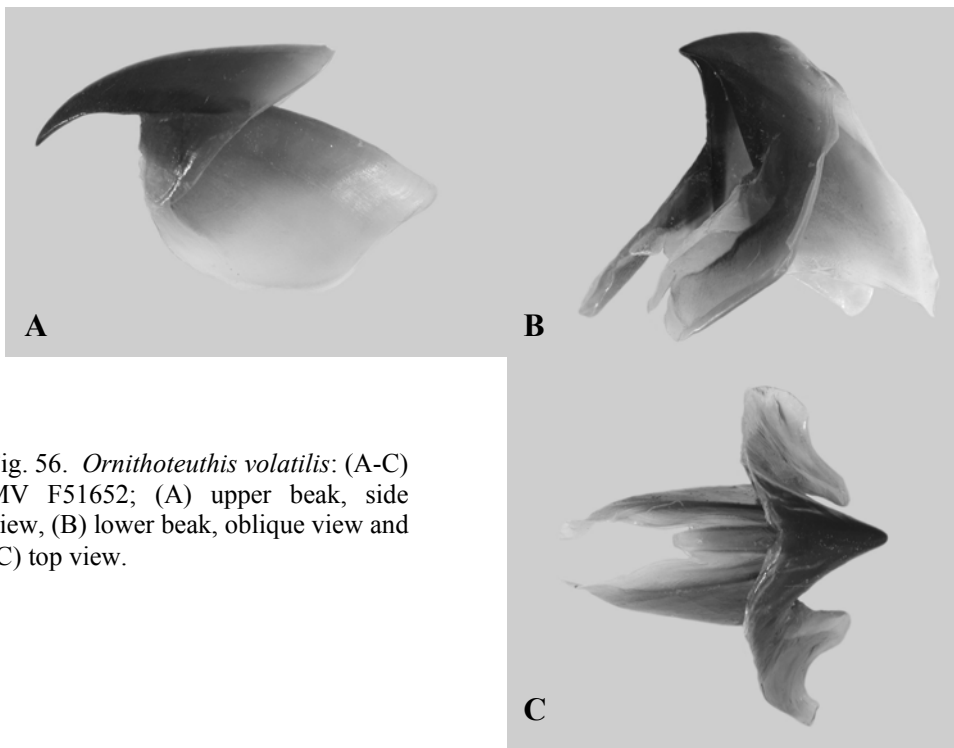 A
B
ig. 56. Ornithoteuthis volatilis: (A-C)
MV F51652; (A) upper beak, side
iew, (B) lower beak, oblique view and
C) top view.
C